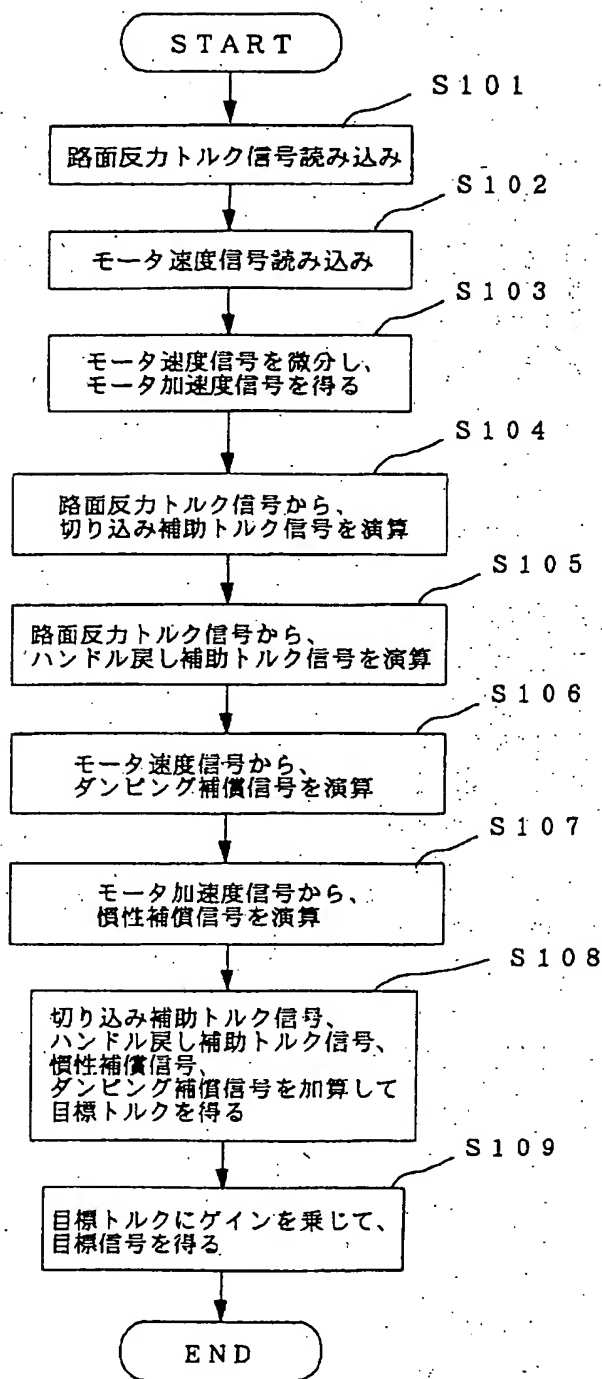 START
S101
路面反力トルク信号読み込み
S102
モータ速度信号読み込み
S103
モータ速度信号を微分し、
モータ加速度信号を得る
S104
路面反力トルク信号から、
切り込み補助トルク信号を演算
S105
路面反力トルク信号から、
ハンドル戻し補助トルク信号を演算
S106
モータ速度信号から、
ダンピング補償信号を演算
S107
モータ加速度信号から、
慣性補償信号を演算
S108
切り込み補助トルク信号、
ハンドル戻し補助トルク信号、
慣性補償信号、
ダンピング補償信号を加算して
目標トルクを得る
S109
目標トルクにゲインを乗じて、
目標信号を得る
END